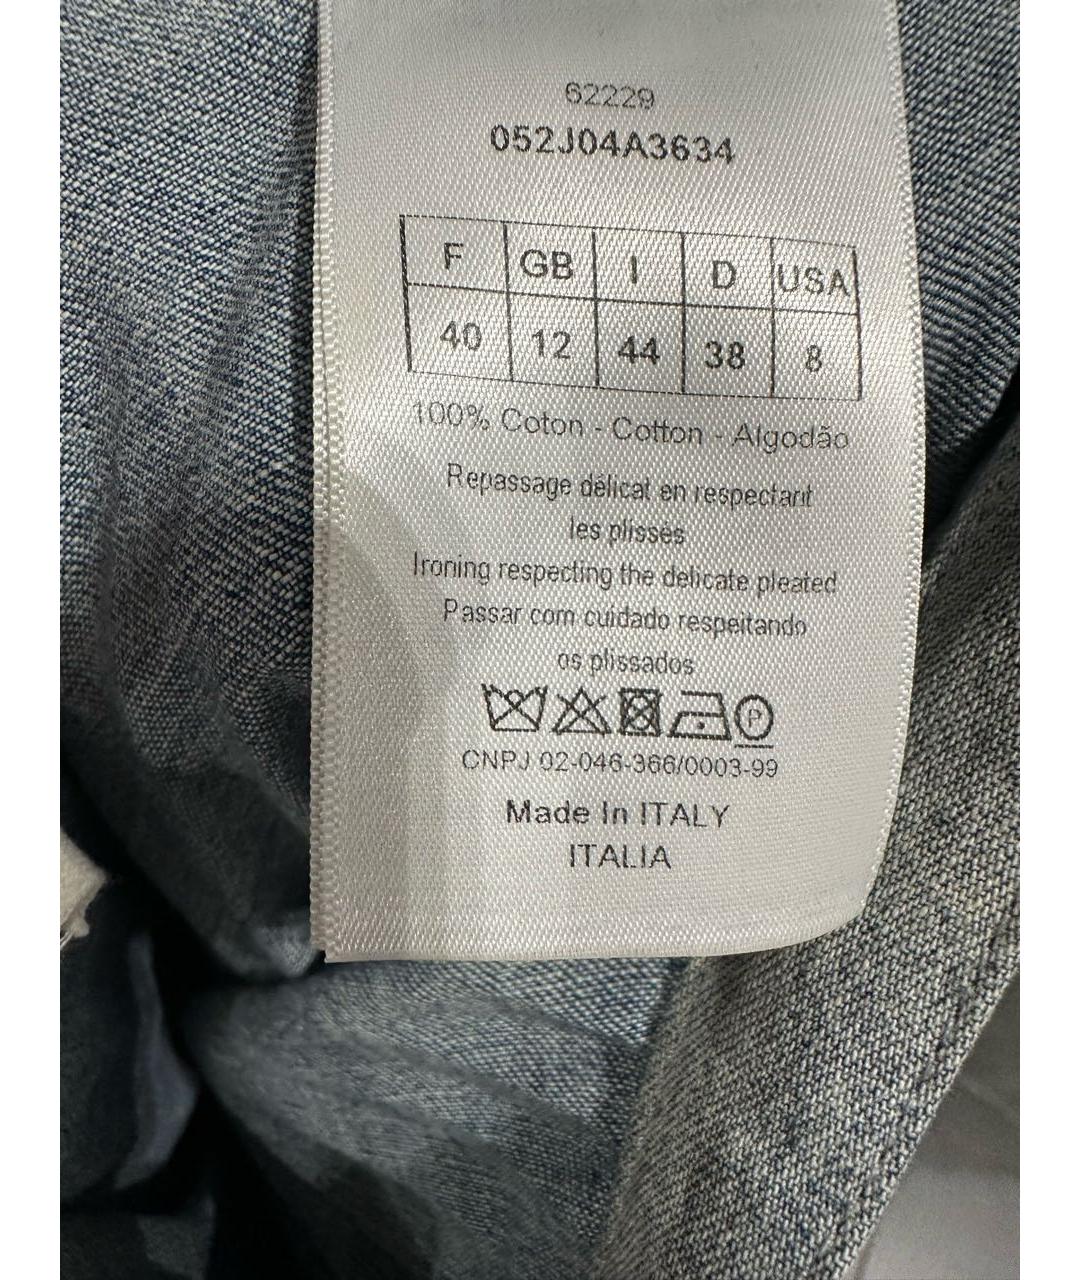 62229
052J04A3634
F GB I D USA
40 12 44 38 8
100% Coton - Cotton - Algodão
Repassage délicat en respectant
les plissés
Ironing respecting the delicate pleated
Passar com cuidado respeitando
os plissados
P
CNPJ 02-046-366/0003-99
Made In ITALY
ITALIA